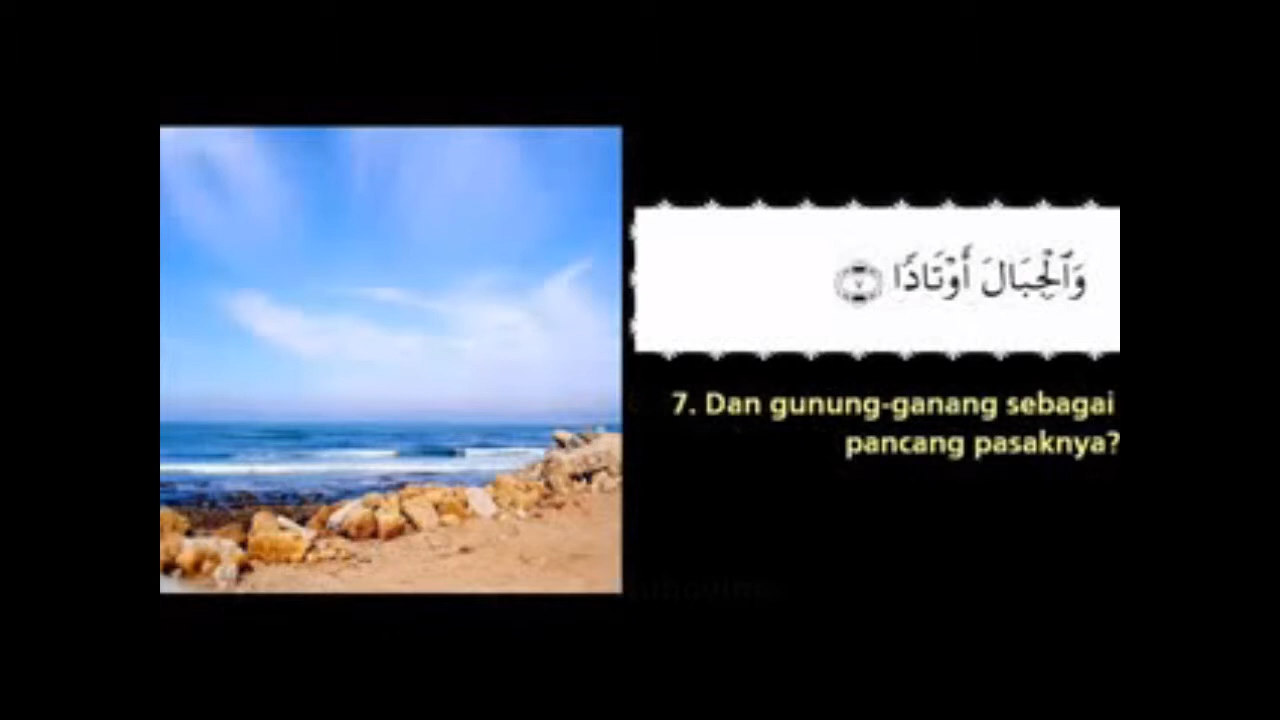 وَٱلْجِبَالَ أَوْتَادًا ٧
7. Dan gunung-ganang sebagai
pancang pasaknya?